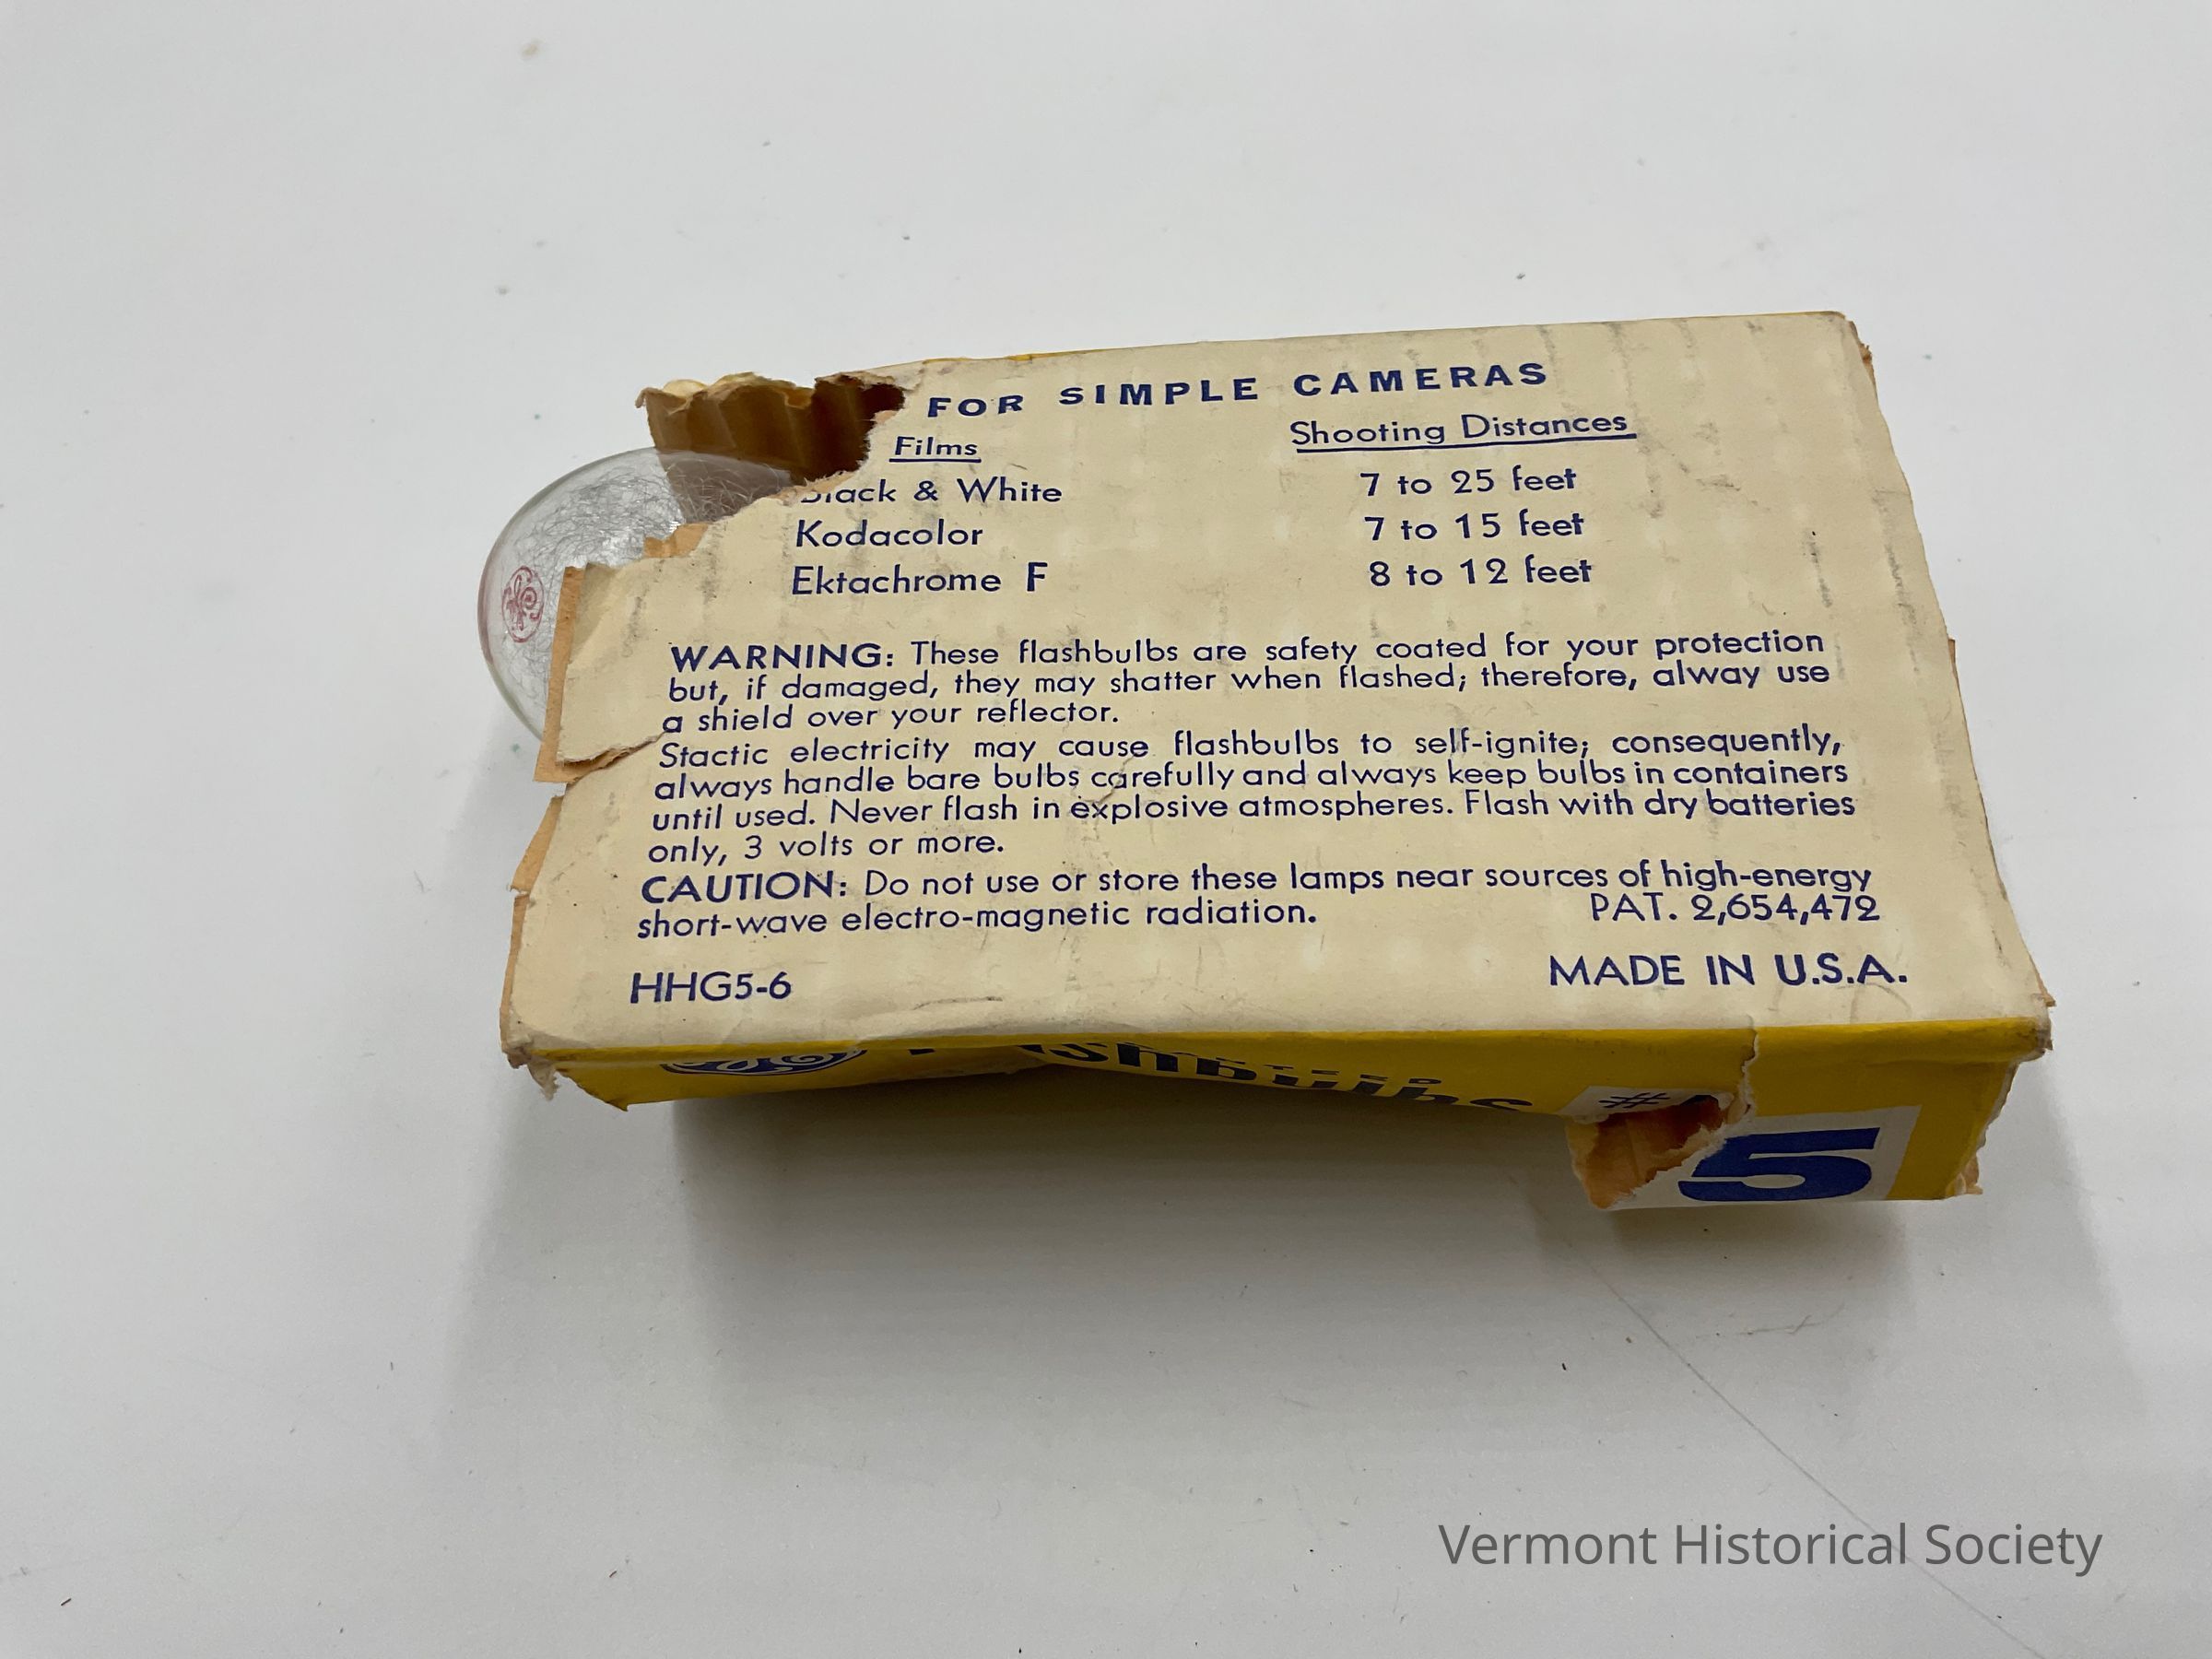 FOR SIMPLE CAMERAS
Films Shooting Distances
Black & White 7 to 25 feet
Kodacolor 7 to 15 feet
Ektachrome F 8 to 12 feet
WARNING: These flashbulbs are safety coated for your protection
but, if damaged, they may shatter when flashed; therefore, alway use
a shield over your reflector.
Stactic electricity may cause flashbulbs to self-ignite; consequently,
always handle bare bulbs carefully and always keep bulbs in containers
until used. Never flash in explosive atmospheres. Flash with dry batteries
only, 3 volts or more.
CAUTION: Do not use or store these lamps near sources of high-energy
short-wave electro-magnetic radiation. PAT. 2,654,472
HHG5-6 MADE IN U.S.A.
#
5
Vermont Historical Society